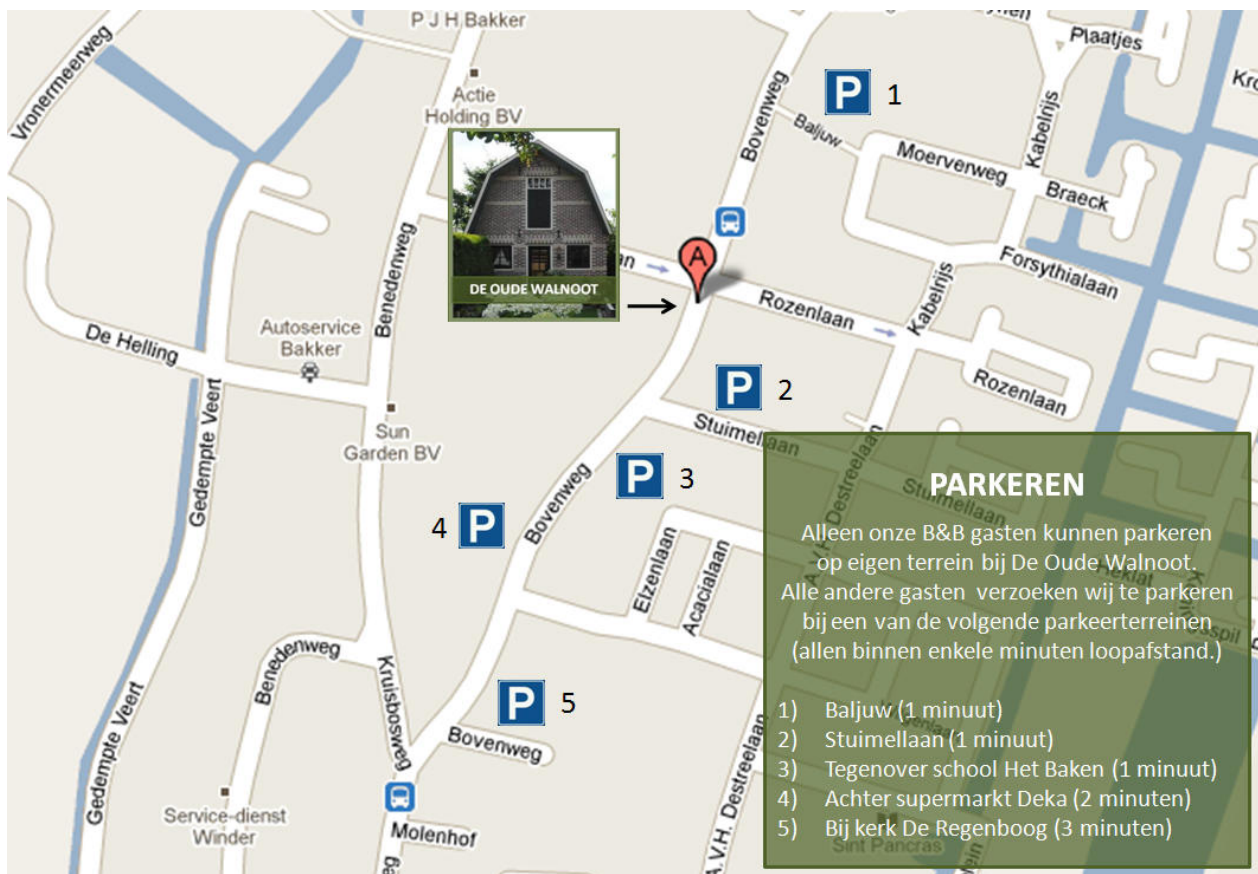 P J H Bakker
Plaatjes
Vronermeerweg
Actie
Holding BV
Bovenweg
P 1
Baljuw
Kabelrijs
Moerverweg
Braeck
Benedenweg
DE OUDE WALNOOT
A
Forsythialaan
Rozenlaan
Kabelrijs
De Helling
Autoservice
Bakker
P 2
Rozenlaan
Gedempte Veert
Sun
Garden BV
Stuimellaan
P 3
Bovenweg
4 P
A.V.H. Destreelaan
Stuimellaan
Elzenlaan
Acacialaan
Benedenweg
Kruisbosweg
P 5
Bovenweg
Gedempte Veert
A.V.H. Destreelaan
Service-dienst
Winder
Molenhof
PARKEREN
Alleen onze B&B gasten kunnen parkeren
op eigen terrein bij De Oude Walnoot.
Alle andere gasten verzoeken wij te parkeren
bij een van de volgende parkeerterreinen
(allen binnen enkele minuten loopafstand.)
1) Baljuw (1 minuut)
2) Stuimellaan (1 minuut)
3) Tegenover school Het Baken (1 minuut)
4) Achter supermarkt Deka (2 minuten)
5) Bij kerk De Regenboog (3 minuten)
Sint Pancras